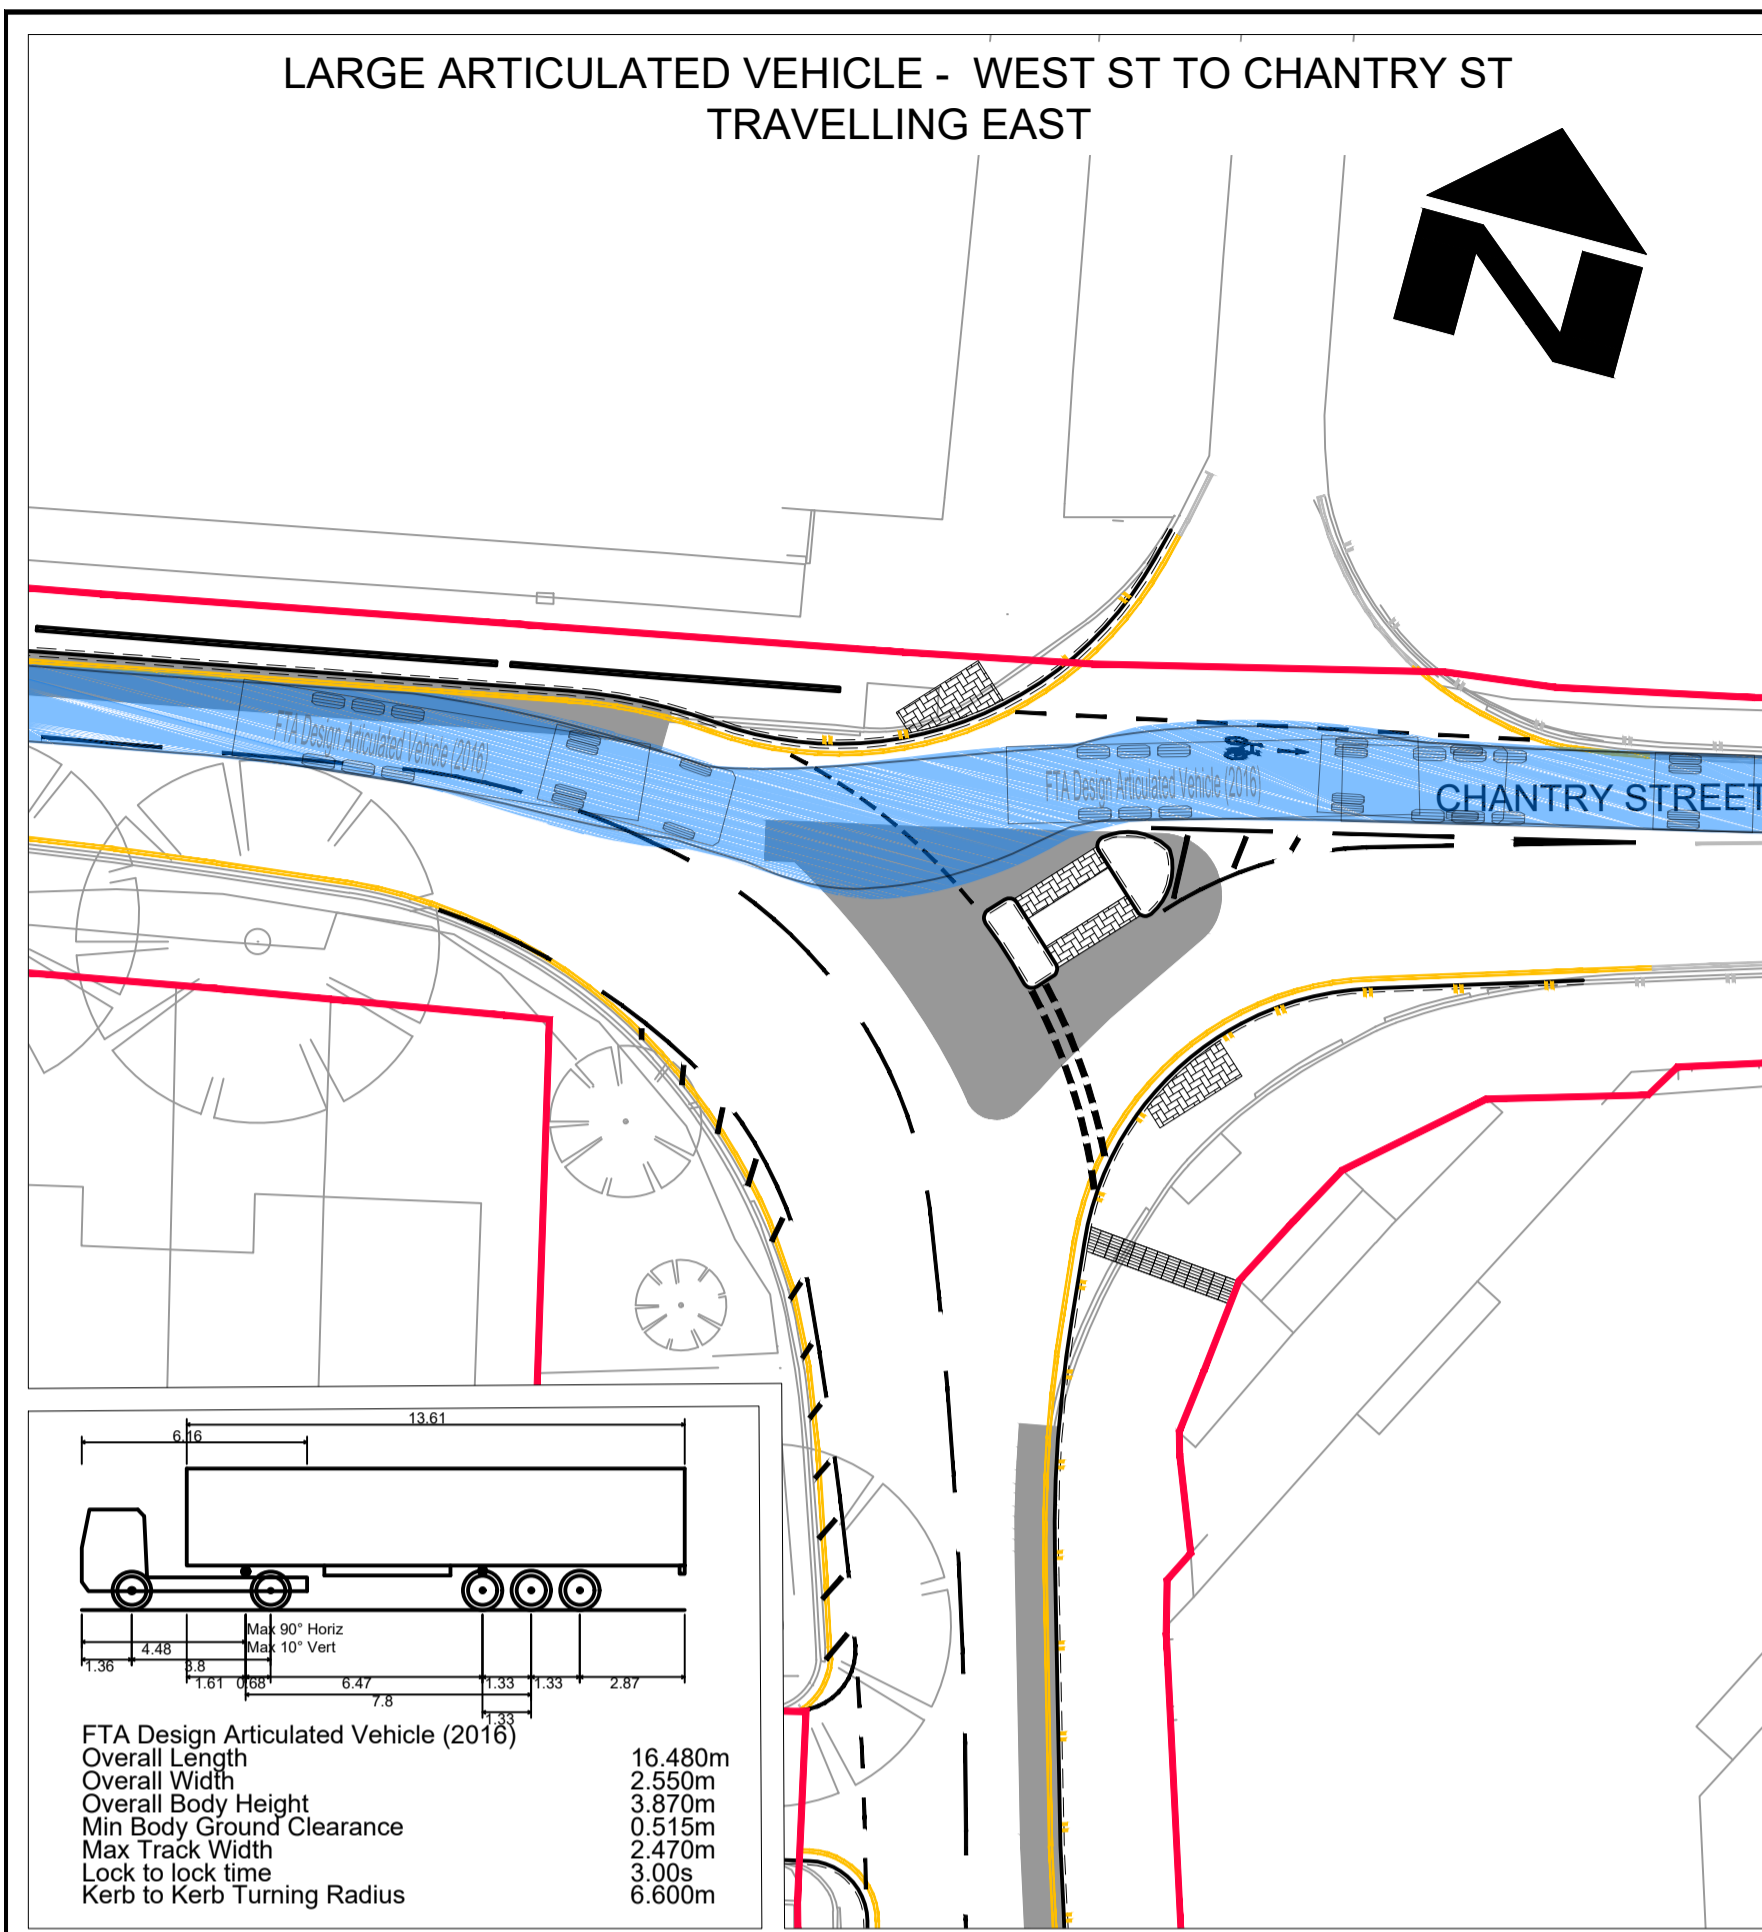 LARGE ARTICULATED VEHICLE - WEST ST TO CHANTRY ST
TRAVELLING EAST
N
FTA Design Articulated Vehicle (2016)
FTA Design Articulated Vehicle (2016)
CHANTRY STREET
13.61
6.16
Max 90° Horiz
Max 10° Vert
4.48
1.36
3.8
1.61
0.68
6.47
1.33
1.33
2.87
7.8
1.33
FTA Design Articulated Vehicle (2016)
Overall Length 16.480m
Overall Width 2.550m
Overall Body Height 3.870m
Min Body Ground Clearance 0.515m
Max Track Width 2.470m
Lock to lock time 3.00s
Kerb to Kerb Turning Radius 6.600m